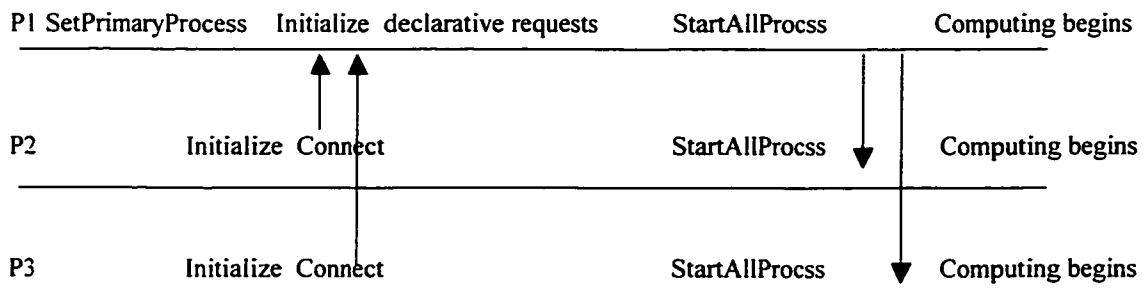 P1 SetPrimaryProcess Initialize declarative requests StartAllProcss Computing begins
P2 Initialize Connect StartAllProcss Computing begins
P3 Initialize Connect StartAllProcss Computing begins